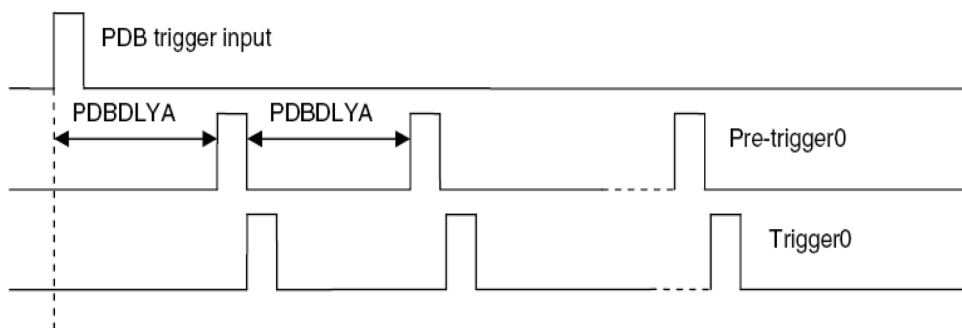 PDB trigger input
PDBDLYA
PDBDLYA
Pre-trigger0
Trigger0